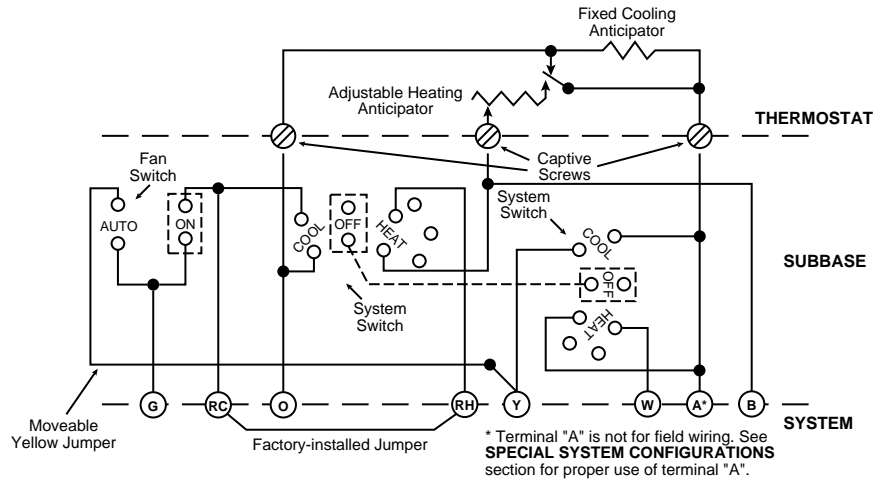 Fixed Cooling
Anticipator
Adjustable Heating
Anticipator
THERMOSTAT
Captive
Screws
Fan
Switch
AUTO
ON
COOL
OFF
HEAT
System
Switch
System
Switch
COOL
OFF
HEAT
SUBBASE
G
RC
O
RH
Y
W
A*
B
SYSTEM
Moveable
Yellow Jumper
Factory-installed Jumper
* Terminal "A" is not for field wiring. See
SPECIAL SYSTEM CONFIGURATIONS
section for proper use of terminal "A".